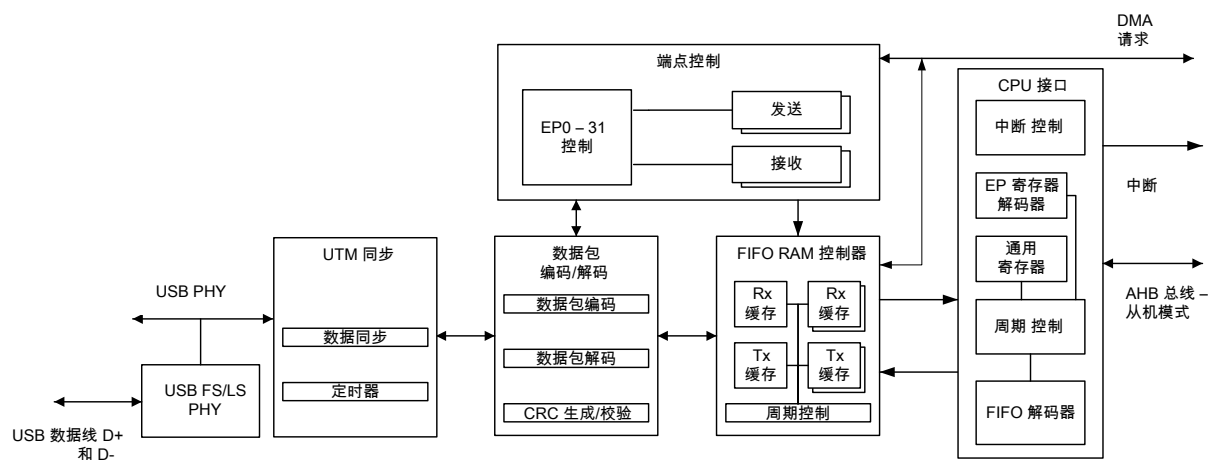 DMA
请求
端点控制
EP0 – 31
控制
发送
接收
CPU 接口
中断 控制
中断
EP 寄存器
解码器
通用
寄存器
AHB 总线 –
从机模式
周期 控制
FIFO 解码器
UTM 同步
数据同步
定时器
数据包
编码/解码
数据包编码
数据包解码
CRC 生成/校验
FIFO RAM 控制器
Rx
缓存
Rx
缓存
Tx
缓存
Tx
缓存
周期控制
USB PHY
USB FS/LS
PHY
USB 数据线 D+
和 D-